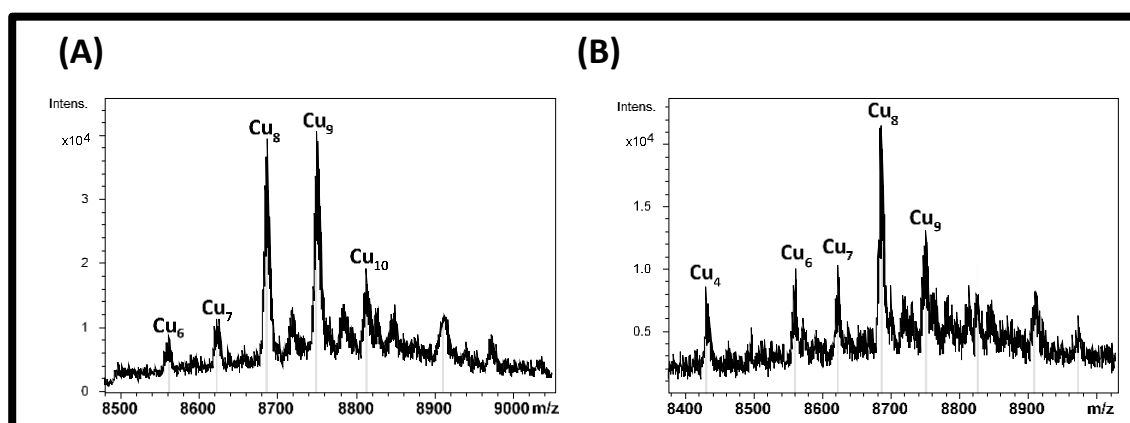 (A)
Intens.
x10⁴
3
2
1
0
Cu₆
Cu₇
Cu₈
Cu₉
Cu₁₀
8500 8600 8700 8800 8900 9000 m/z
(B)
Intens.
x10⁴
1.5
1.0
0.5
Cu₄
Cu₆
Cu₇
Cu₈
Cu₉
8400 8500 8600 8700 8800 8900 m/z